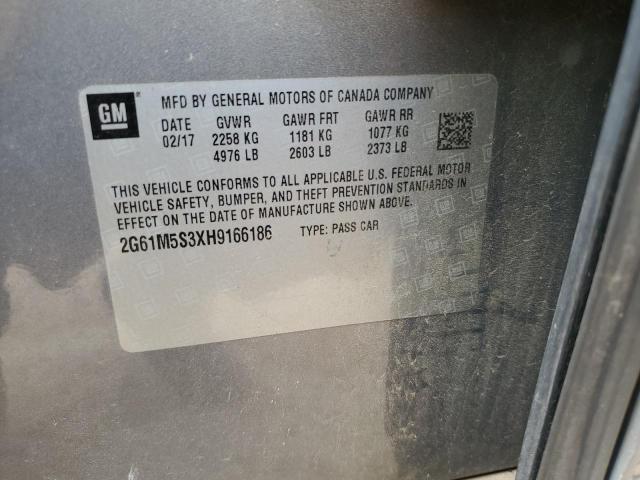 GM
MFD BY GENERAL MOTORS OF CANADA COMPANY
DATE GVWR GAWR FRT GAWR RR
02/17 2258 KG 1181 KG 1077 KG
4976 LB 2603 LB 2373 LB
THIS VEHICLE CONFORMS TO ALL APPLICABLE U.S. FEDERAL MOTOR
VEHICLE SAFETY, BUMPER, AND THEFT PREVENTION STANDARDS IN
EFFECT ON THE DATE OF MANUFACTURE SHOWN ABOVE.
2G61M5S3XH9166186 TYPE: PASS CAR